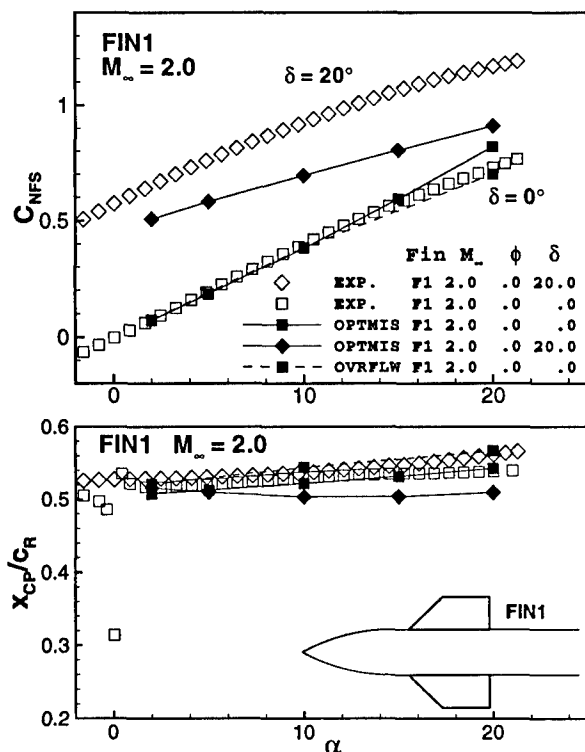 FIN1
M∞ = 2.0
δ = 20°
1
C_NFS
0.5
δ = 0°
Fin M∞ ϕ δ
EXP. F1 2.0 .0 20.0
EXP. F1 2.0 .0 .0
OPTMIS F1 2.0 .0 .0
OPTMIS F1 2.0 .0 20.0
OVRFLW F1 2.0 .0 .0
0
0 10 20
0.6
FIN1 M∞ = 2.0
0.5
x_CP/c_R
0.4
FIN1
0.3
0.2
0 10 20
α